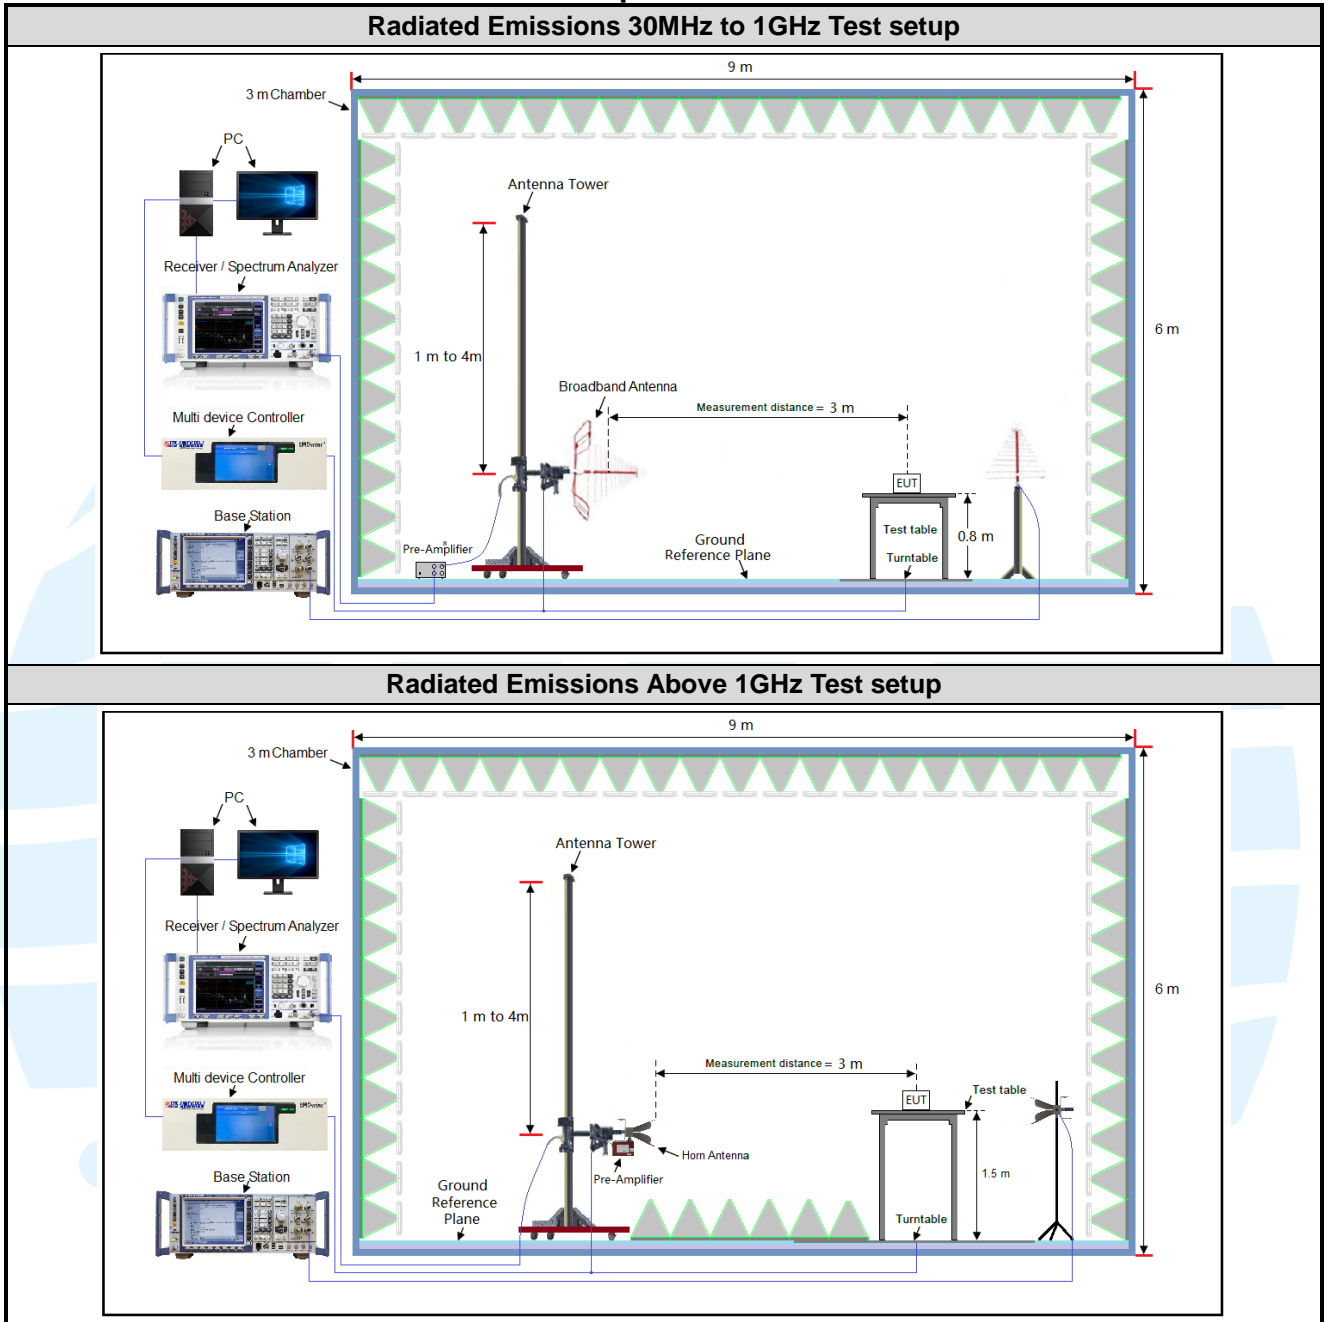 Radiated Emissions 30MHz to 1GHz Test setup
9 m
3 m Chamber
PC
Antenna Tower
Receiver / Spectrum Analyzer
6 m
1 m to 4m
Broadband Antenna
Measurement distance = 3 m
Multi device Controller
EUT
Base Station
Test table
0.8 m
Ground
Reference Plane
Pre-Amplifier
Turntable
Radiated Emissions Above 1GHz Test setup
9 m
3 m Chamber
PC
Antenna Tower
Receiver / Spectrum Analyzer
6 m
1 m to 4m
Measurement distance = 3 m
Multi device Controller
EUT
Test table
Horn Antenna
Pre-Amplifier
1.5 m
Base Station
Ground
Reference
Plane
Turntable